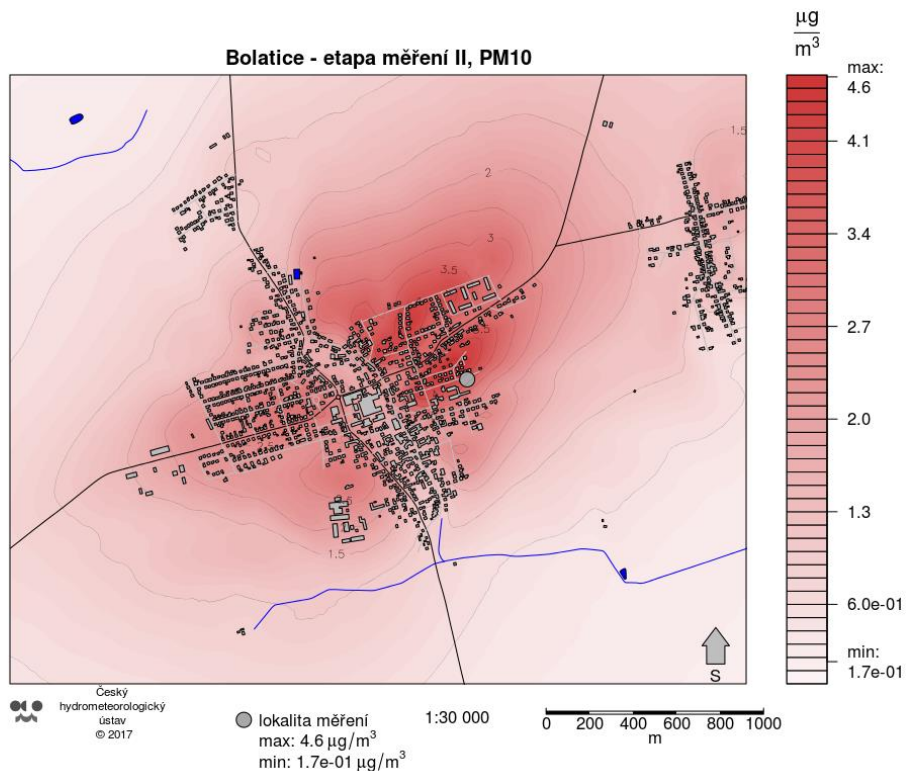 Bolatice - etapa měření II, PM10
μg
m³
max:
4.6
4.1
3.4
2.7
2.0
1.3
6.0e-01
min:
1.7e-01
1.5
2
3
3.5
1.5
S
Český
hydrometeorologický
ústav
© 2017
lokalita měření
max: 4.6 μg/m³
min: 1.7e-01 μg/m³
1:30 000
0 200 400 600 800 1000
m